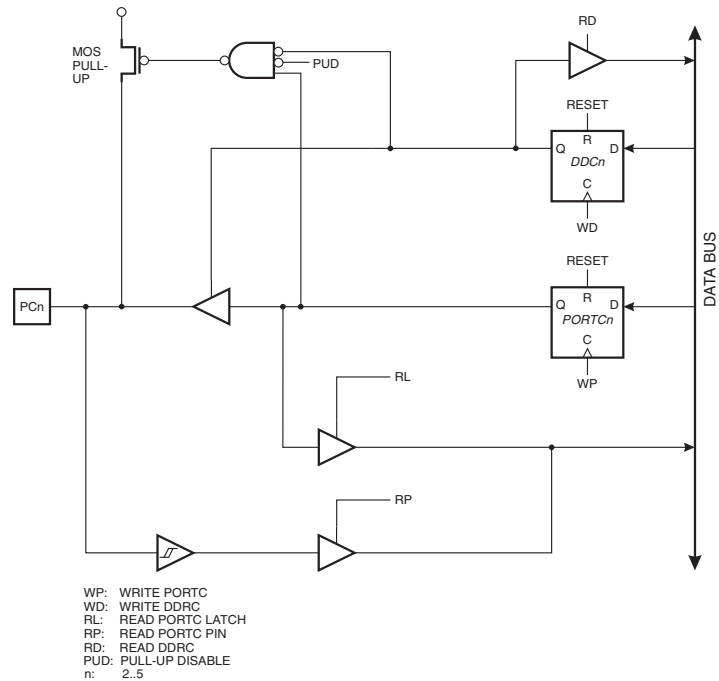 RD
MOS
PULL-
UP
PUD
RESET
Q R D
DDCn
C
WD
DATA BUS
RESET
PCn
Q R D
PORTCn
C
WP
RL
RP
WP: WRITE PORTC
WD: WRITE DDRC
RL: READ PORTC LATCH
RP: READ PORTC PIN
RD: READ DDRC
PUD: PULL-UP DISABLE
n: 2..5